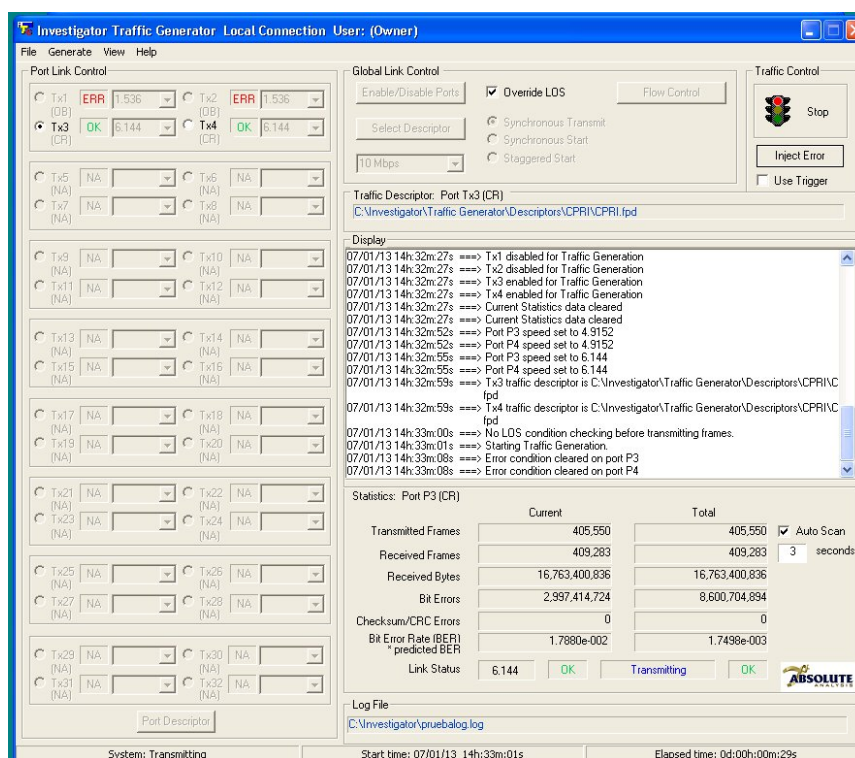 Investigator Traffic Generator Local Connection User: (Owner)
File Generate View Help
Port Link Control
Tx1 ERR 1.536 Tx2 ERR 1.536
(OB) (OB)
Tx3 OK 6.144 Tx4 OK 6.144
(CR) (CR)
Tx5 NA Tx6 NA
(NA) (NA)
Tx7 NA Tx8 NA
(NA) (NA)
Tx9 NA Tx10 NA
(NA) (NA)
Tx11 NA Tx12 NA
(NA) (NA)
Tx13 NA Tx14 NA
(NA) (NA)
Tx15 NA Tx16 NA
(NA) (NA)
Tx17 NA Tx18 NA
(NA) (NA)
Tx19 NA Tx20 NA
(NA) (NA)
Tx21 NA Tx22 NA
(NA) (NA)
Tx23 NA Tx24 NA
(NA) (NA)
Tx25 NA Tx26 NA
(NA) (NA)
Tx27 NA Tx28 NA
(NA) (NA)
Tx29 NA Tx30 NA
(NA) (NA)
Tx31 NA Tx32 NA
(NA) (NA)
Port Descriptor
Global Link Control
Enable/Disable Ports Override LOS Flow Control
Select Descriptor Synchronous Transmit
Synchronous Start
10 Mbps Staggered Start
Traffic Control
Stop
Inject Error
Use Trigger
Traffic Descriptor: Port Tx3 (CR)
C:\Investigator\Traffic Generator\Descriptors\CPRI\CPRI.fpd
Display
07/01/13 14h:32m:27s ===> Tx1 disabled for Traffic Generation
07/01/13 14h:32m:27s ===> Tx2 disabled for Traffic Generation
07/01/13 14h:32m:27s ===> Tx3 enabled for Traffic Generation
07/01/13 14h:32m:27s ===> Tx4 enabled for Traffic Generation
07/01/13 14h:32m:27s ===> Current Statistics data cleared
07/01/13 14h:32m:27s ===> Current Statistics data cleared
07/01/13 14h:32m:52s ===> Port P3 speed set to 4.9152
07/01/13 14h:32m:52s ===> Port P4 speed set to 4.9152
07/01/13 14h:32m:55s ===> Port P3 speed set to 6.144
07/01/13 14h:32m:55s ===> Port P4 speed set to 6.144
07/01/13 14h:32m:59s ===> Tx3 traffic descriptor is C:\Investigator\Traffic Generator\Descriptors\CPRI\C
fpd
07/01/13 14h:32m:59s ===> Tx4 traffic descriptor is C:\Investigator\Traffic Generator\Descriptors\CPRI\C
fpd
07/01/13 14h:33m:00s ===> No LOS condition checking before transmitting frames.
07/01/13 14h:33m:01s ===> Starting Traffic Generation.
07/01/13 14h:33m:08s ===> Error condition cleared on port P3
07/01/13 14h:33m:08s ===> Error condition cleared on port P4
Statistics: Port P3 (CR)
Current Total
Transmitted Frames 405,550 405,550 Auto Scan
Received Frames 409,283 409,283 3 seconds
Received Bytes 16,763,400,836 16,763,400,836
Bit Errors 2,997,414,724 8,600,704,894
Checksum/CRC Errors 0 0
Bit Error Rate (BER) 1.7880e-002 1.7498e-003
* predicted BER
Link Status 6.144 OK Transmitting OK
ABSOLUTE
ANALYSIS
Log File
C:\Investigator\pruebalog.log
System: Transmitting Start time: 07/01/13 14h:33m:01s Elapsed time: 0d:00h:00m:29s